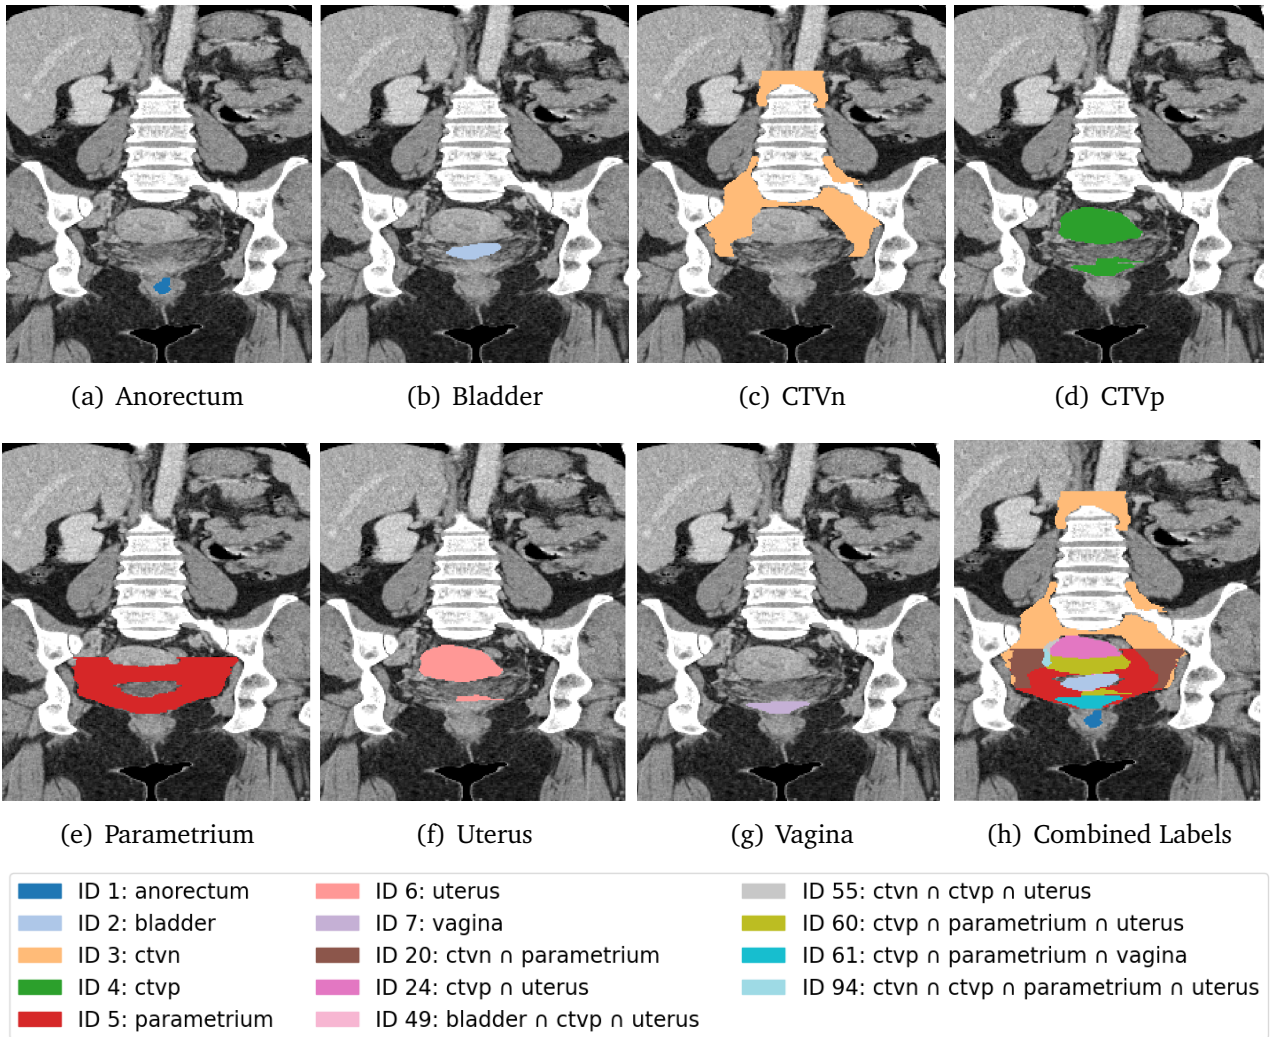 (a) Anorectum
(b) Bladder
(c) CTVn
(d) CTVp
(e) Parametrium
(f) Uterus
(g) Vagina
(h) Combined Labels
ID 1: anorectum
ID 2: bladder
ID 3: ctvn
ID 4: ctvp
ID 5: parametrium
ID 6: uterus
ID 7: vagina
ID 20: ctvn ∩ parametrium
ID 24: ctvp ∩ uterus
ID 49: bladder ∩ ctvp ∩ uterus
ID 55: ctvn ∩ ctvp ∩ uterus
ID 60: ctvp ∩ parametrium ∩ uterus
ID 61: ctvp ∩ parametrium ∩ vagina
ID 94: ctvn ∩ ctvp ∩ parametrium ∩ uterus